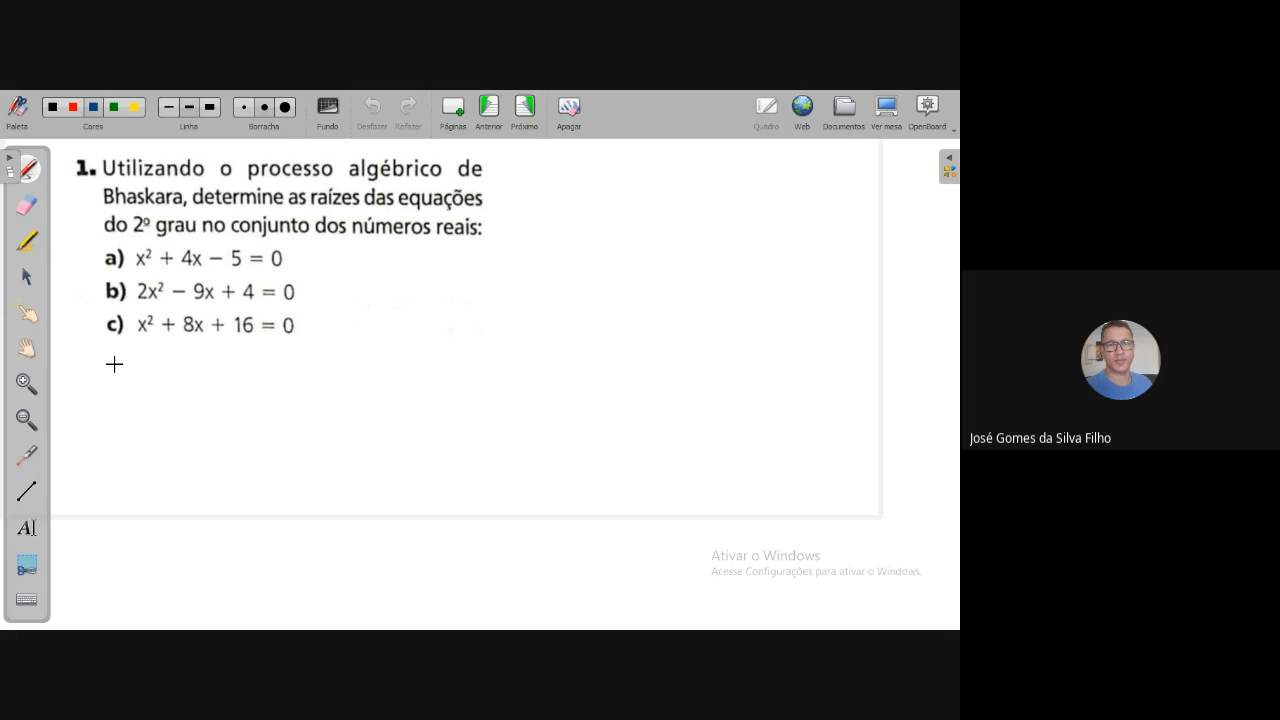 Paleta
Cores
Linha
Borracha
Fundo
Desfazer
Refazer
Páginas
Anterior
Próximo
Apagar
Quadro
Web
Documentos
Ver mesa
OpenBoard
1. Utilizando o processo algébrico de
Bhaskara, determine as raízes das equações
do 2º grau no conjunto dos números reais:
a) x² + 4x − 5 = 0
b) 2x² − 9x + 4 = 0
c) x² + 8x + 16 = 0
A
José Gomes da Silva Filho
Ativar o Windows
Acesse Configurações para ativar o Windows.